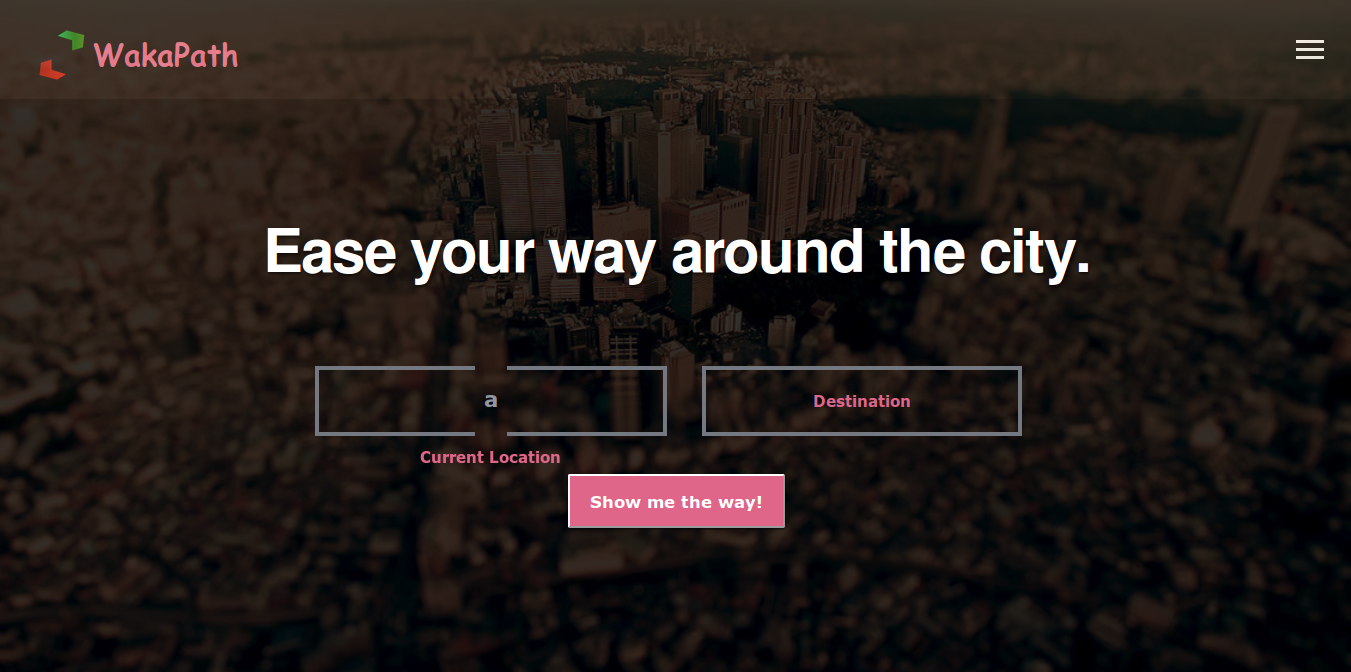 WakaPath
Ease your way around the city.
a
Destination
Current Location
Show me the way!